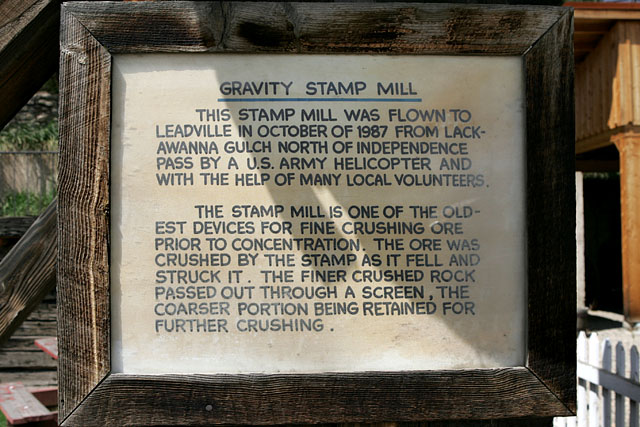 GRAVITY STAMP MILL
THIS STAMP MILL WAS FLOWN TO
LEADVILLE IN OCTOBER OF 1987 FROM LACK-
AWANNA GULCH NORTH OF INDEPENDENCE
PASS BY A U.S. ARMY HELICOPTER AND
WITH THE HELP OF MANY LOCAL VOLUNTEERS.
THE STAMP MILL IS ONE OF THE OLD-
EST DEVICES FOR FINE CRUSHING ORE
PRIOR TO CONCENTRATION. THE ORE WAS
CRUSHED BY THE STAMP AS IT FELL AND
STRUCK IT. THE FINER CRUSHED ROCK
PASSED OUT THROUGH A SCREEN, THE
COARSER PORTION BEING RETAINED FOR
FURTHER CRUSHING.